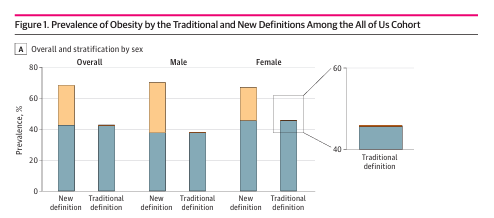 Figure 1. Prevalence of Obesity by the Traditional and New Definitions Among the All of Us Cohort
A Overall and stratification by sex
Overall Male Female
Prevalence, %
80
60
40
20
0
New definition
Traditional definition
New definition
Traditional definition
New definition
Traditional definition
60
40
Traditional definition